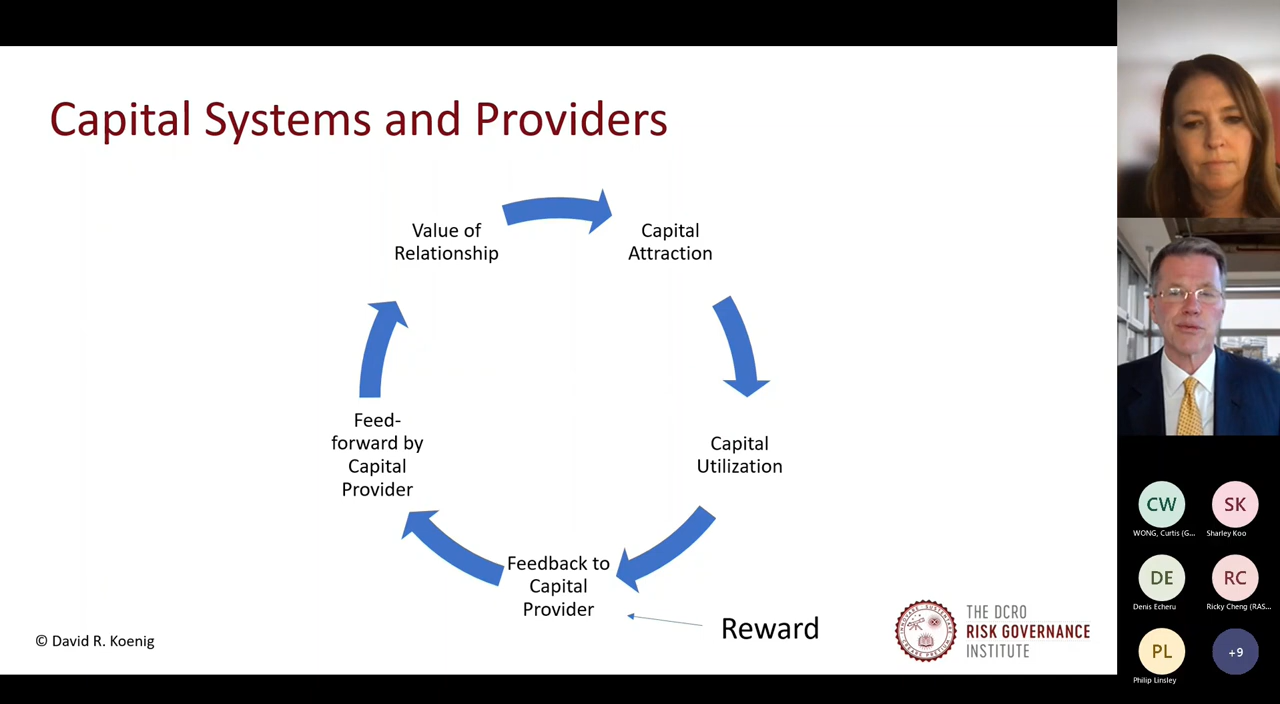 Capital Systems and Providers
Value of
Relationship
Capital
Attraction
Capital
Utilization
Feedback to
Capital
Provider
Feed-
forward by
Capital
Provider
Reward
© David R. Koenig
THE DCRO
RISK GOVERNANCE
INSTITUTE
CW
WONG, Curtis (G...
SK
Sharley Koo
DE
Denis Echeru
RC
Ricky Cheng (RAS...
PL
Philip Linsley
+9